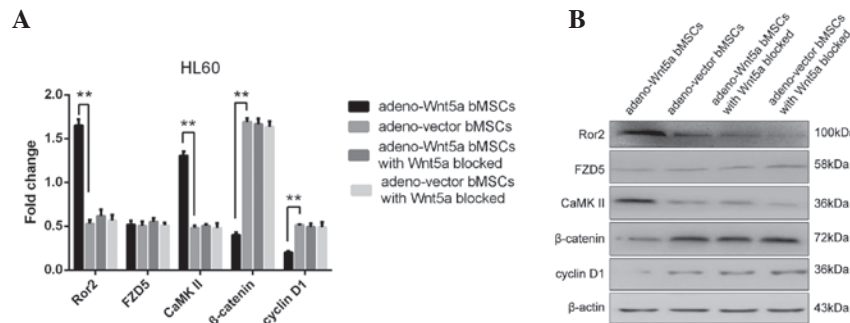 A
HL60
Fold change
2.0
1.5
1.0
0.5
0.0
**
**
**
**
Ror2
FZD5
CaMK II
β-catenin
cyclin D1
adeno-Wnt5a bMSCs
adeno-vector bMSCs
adeno-Wnt5a bMSCs
with Wnt5a blocked
adeno-vector bMSCs
with Wnt5a blocked
B
adeno-Wnt5a bMSCs
adeno-vector bMSCs
adeno-Wnt5a bMSCs
with Wnt5a blocked
adeno-vector bMSCs
with Wnt5a blocked
Ror2 100kDa
FZD5 58kDa
CaMK II 36kDa
β-catenin 72kDa
cyclin D1 36kDa
β-actin 43kDa